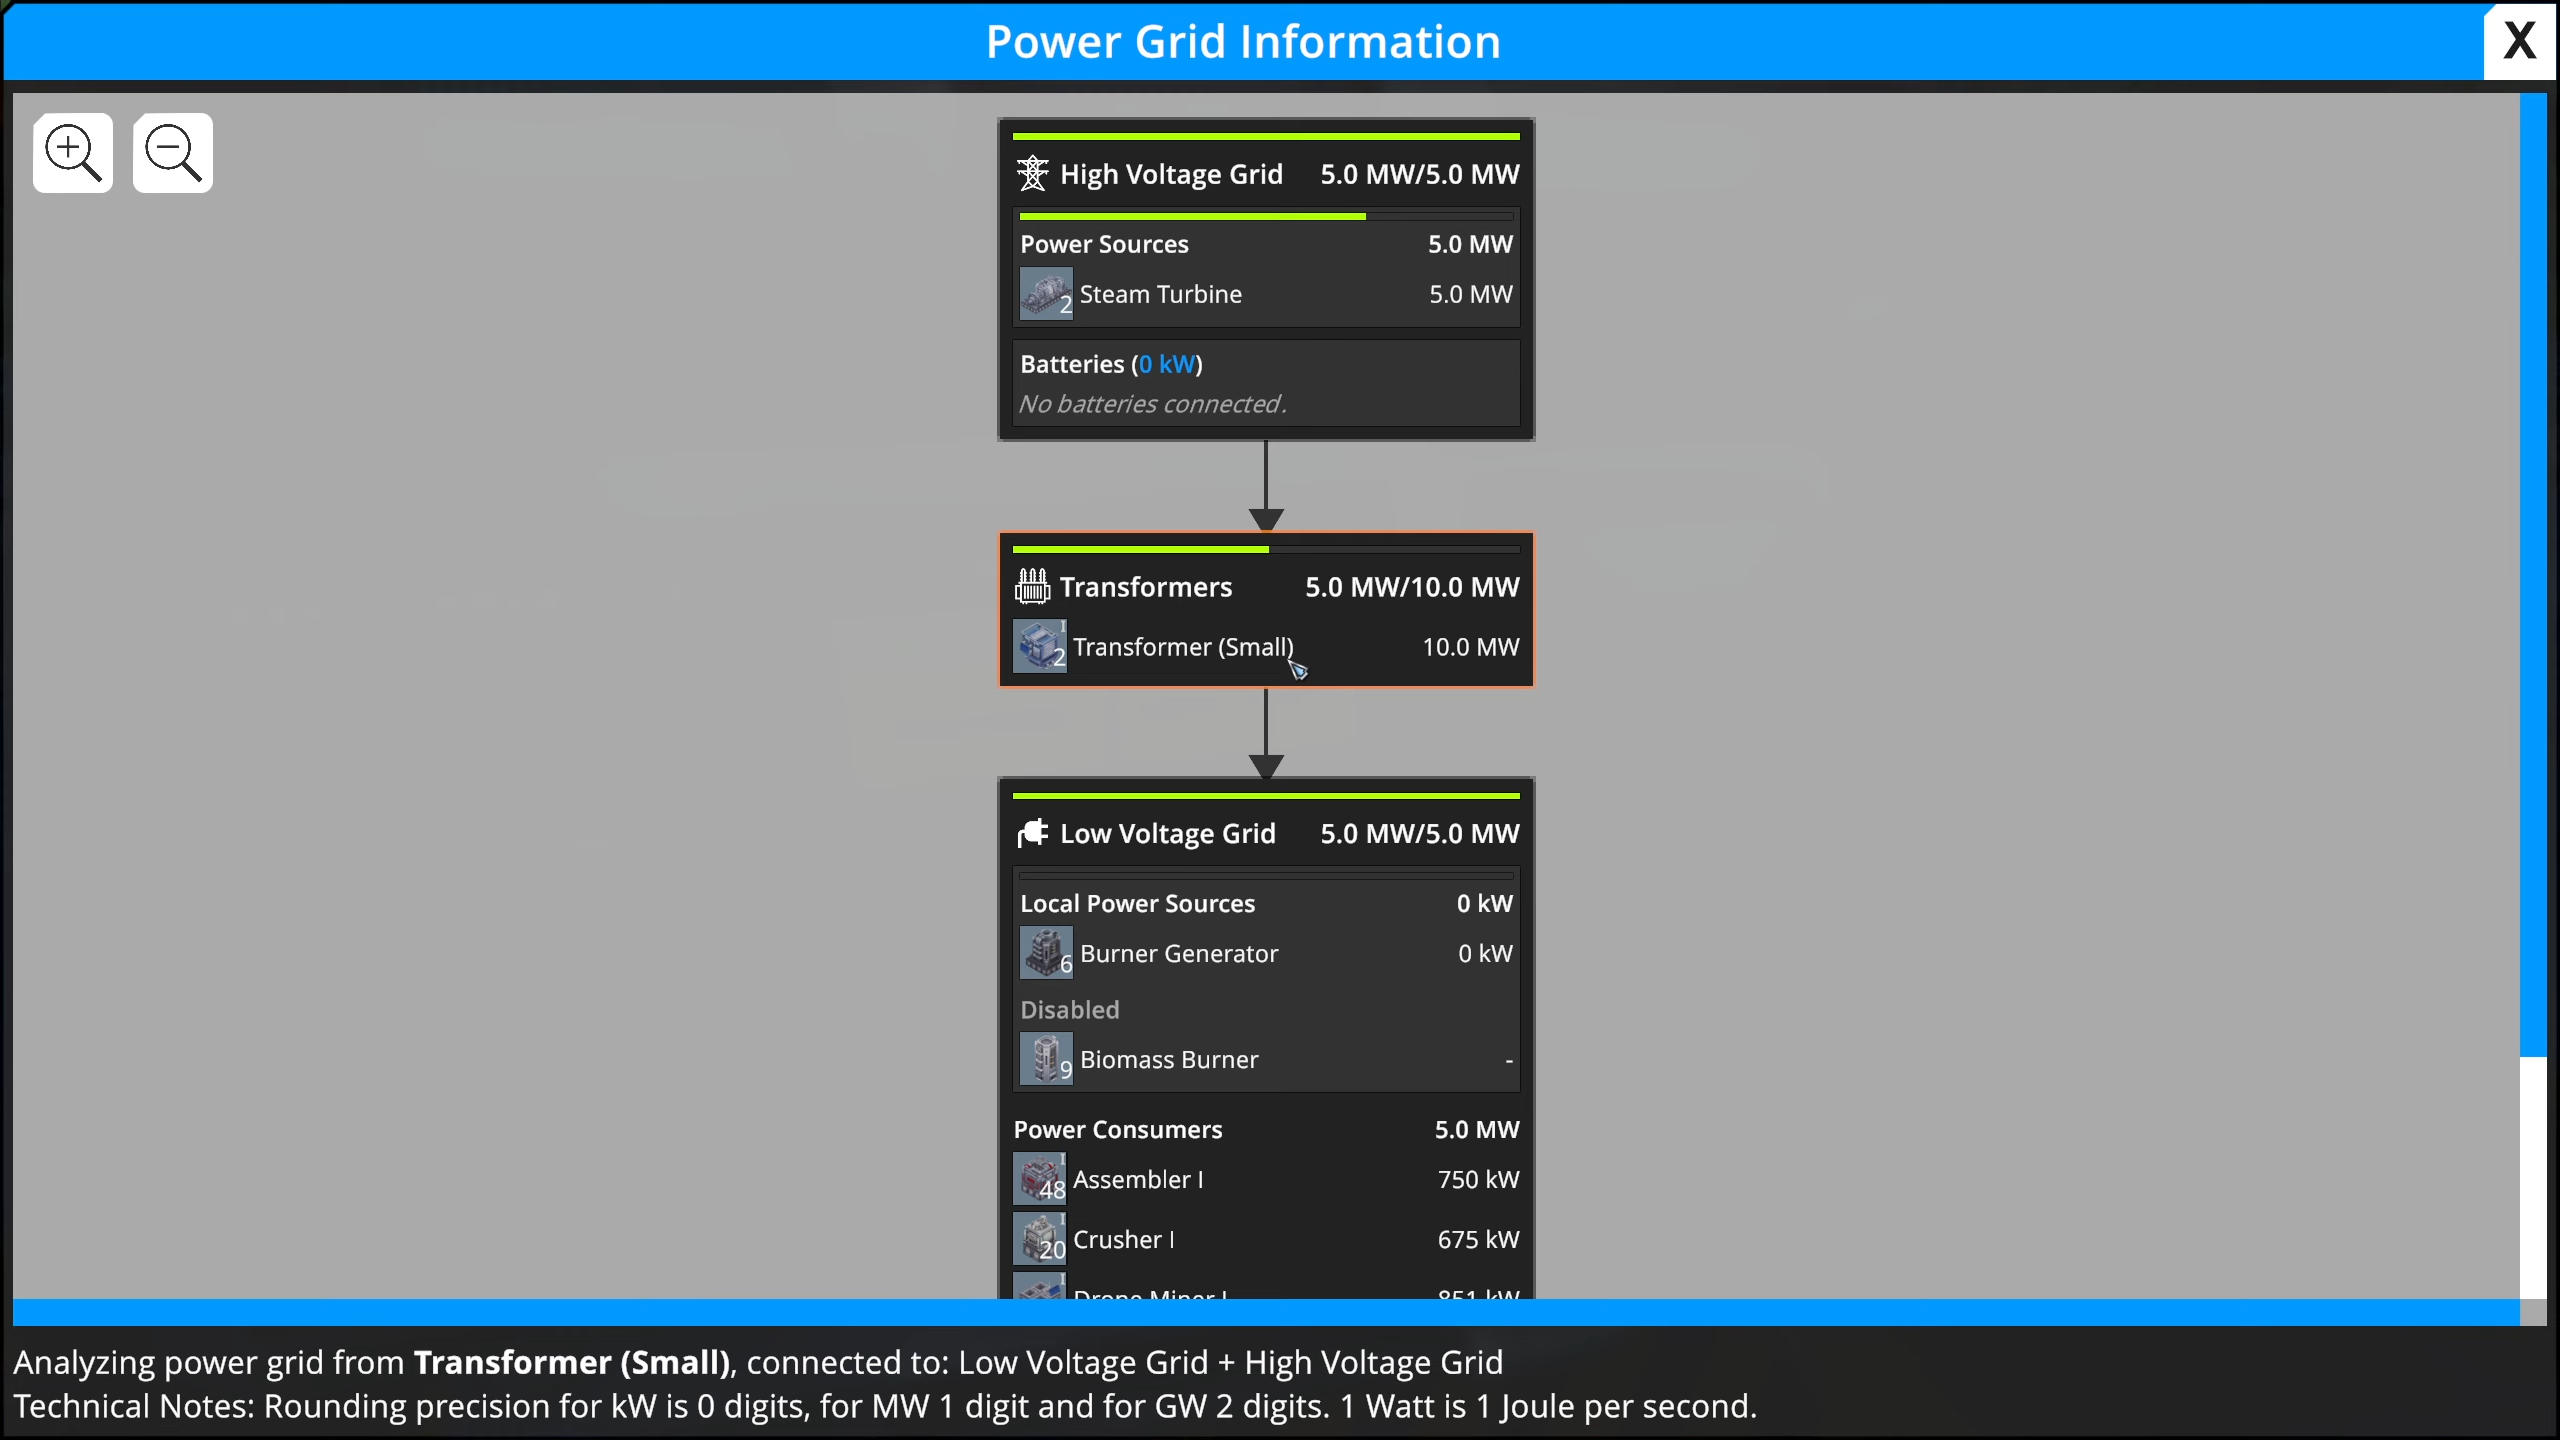 Power Grid Information
X
High Voltage Grid 5.0 MW/5.0 MW
Power Sources 5.0 MW
2 Steam Turbine 5.0 MW
Batteries (0 kW)
No batteries connected.
Transformers 5.0 MW/10.0 MW
I 2 Transformer (Small) 10.0 MW
Low Voltage Grid 5.0 MW/5.0 MW
Local Power Sources 0 kW
6 Burner Generator 0 kW
Disabled
9 Biomass Burner -
Power Consumers 5.0 MW
I 48 Assembler I 750 kW
I 20 Crusher I 675 kW
I Drone Miner I 851 kW
Analyzing power grid from Transformer (Small), connected to: Low Voltage Grid + High Voltage Grid
Technical Notes: Rounding precision for kW is 0 digits, for MW 1 digit and for GW 2 digits. 1 Watt is 1 Joule per second.